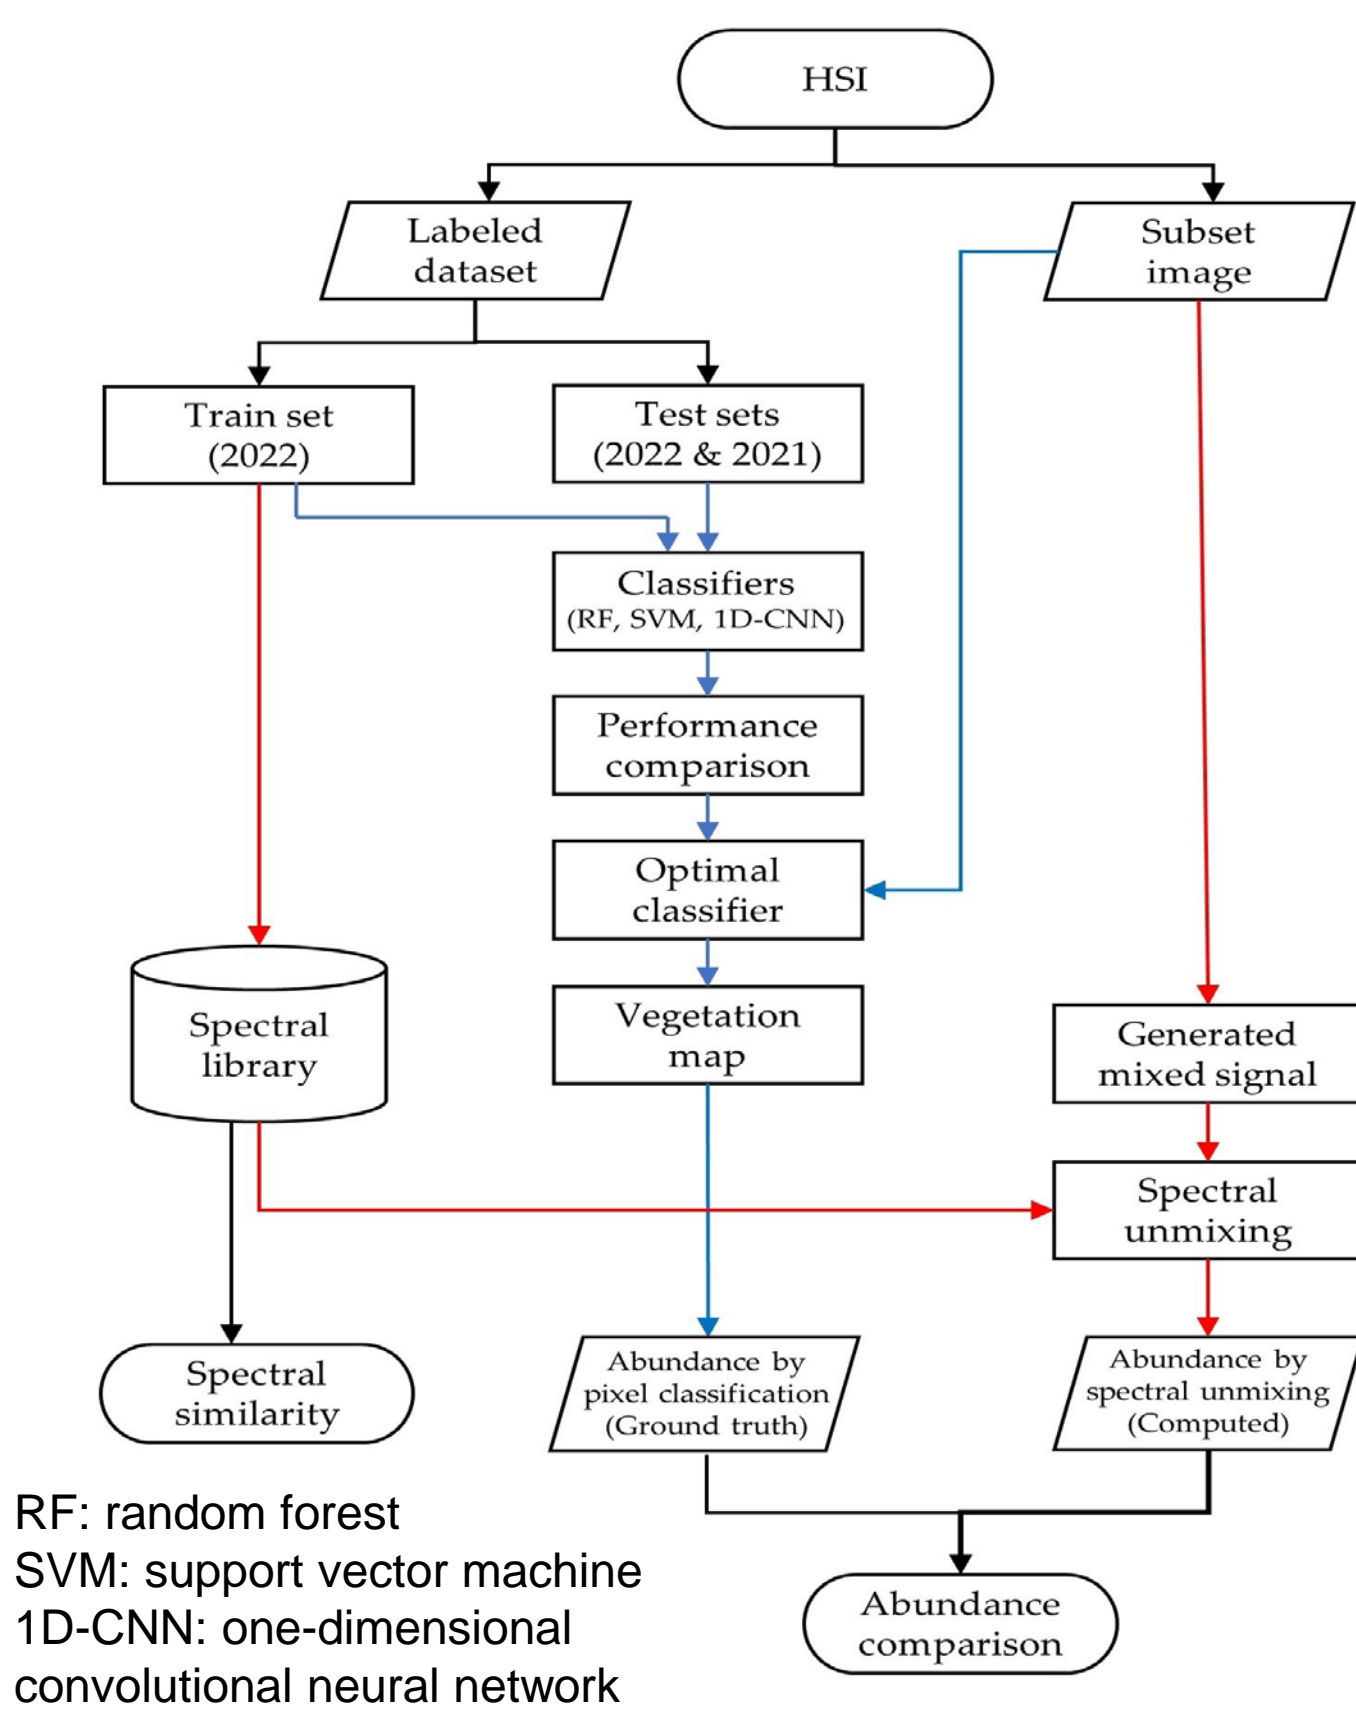 HSI
Labeled
dataset
Subset
image
Train set
(2022)
Test sets
(2022 & 2021)
Classifiers
(RF, SVM, 1D-CNN)
Performance
comparison
Optimal
classifier
Vegetation
map
Spectral
library
Generated
mixed signal
Spectral
unmixing
Spectral
similarity
Abundance by
pixel classification
(Ground truth)
Abundance by
spectral unmixing
(Computed)
Abundance
comparison
RF: random forest
SVM: support vector machine
1D-CNN: one-dimensional
convolutional neural network